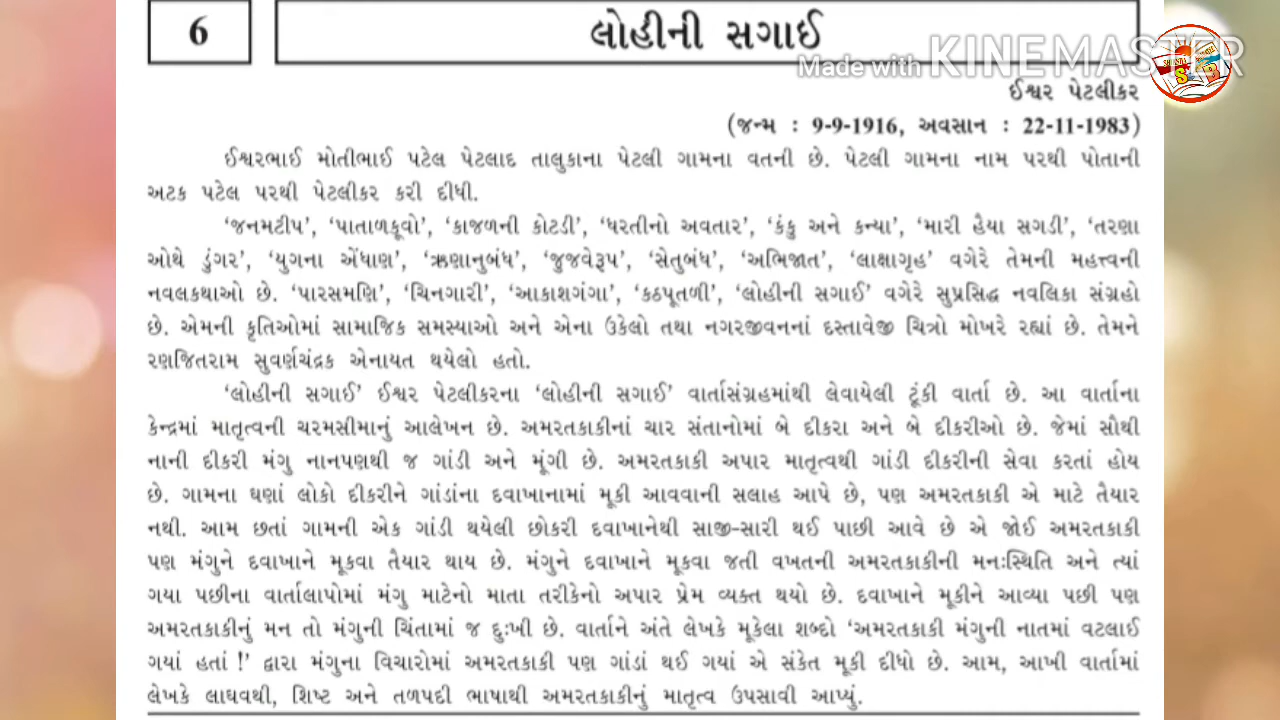 6
લોહીની સગાઈ
Made with KINEMASTER
ઈશ્વર પેટલીકર
(જન્મ : 9-9-1916, અવસાન : 22-11-1983)
ઈશ્વરભાઈ મોતીભાઈ પટેલ પેટલાદ તાલુકાના પેટલી ગામના વતની છે. પેટલી ગામના નામ પરથી પોતાની
અટક પટેલ પરથી પેટલીકર કરી દીધી.
‘જનમટીપ’, ‘પાતાળકૂવો’, ‘કાજળની કોટડી’, ‘ધરતીનો અવતાર’, ‘કંકુ અને કન્યા’, ‘મારી હૈયા સગડી’, ‘તરણા
ઓથે ડુંગર’, ‘યુગના એંધાણ’, ‘ઋણાનુબંધ’, ‘જુજવેરૂપ’, ‘સેતુબંધ’, ‘અભિજાત’, ‘લાક્ષાગૃહ’ વગેરે તેમની મહત્ત્વની
નવલકથાઓ છે. ‘પારસમણિ’, ‘ચિનગારી’, ‘આકાશગંગા’, ‘કઠપૂતળી’, ‘લોહીની સગાઈ’ વગેરે સુપ્રસિદ્ધ નવલિકા સંગ્રહો
છે. એમની કૃતિઓમાં સામાજિક સમસ્યાઓ અને એના ઉકેલો તથા નગરજીવનનાં દસ્તાવેજી ચિત્રો મોખરે રહ્યાં છે. તેમને
રણજિતરામ સુવર્ણચંદ્રક એનાયત થયેલો હતો.
‘લોહીની સગાઈ’ ઈશ્વર પેટલીકરના ‘લોહીની સગાઈ’ વાર્તાસંગ્રહમાંથી લેવાયેલી ટૂંકી વાર્તા છે. આ વાર્તાના
કેન્દ્રમાં માતૃત્વની ચરમસીમાનું આલેખન છે. અમરતકાકીનાં ચાર સંતાનોમાં બે દીકરા અને બે દીકરીઓ છે. જેમાં સૌથી
નાની દીકરી મંગુ નાનપણથી જ ગાંડી અને મૂંગી છે. અમરતકાકી અપાર માતૃત્વથી ગાંડી દીકરીની સેવા કરતાં હોય
છે. ગામના ઘણાં લોકો દીકરીને ગાંડાંના દવાખાનામાં મૂકી આવવાની સલાહ આપે છે, પણ અમરતકાકી એ માટે તૈયાર
નથી. આમ છતાં ગામની એક ગાંડી થયેલી છોકરી દવાખાનેથી સાજી-સારી થઈ પાછી આવે છે એ જોઈ અમરતકાકી
પણ મંગુને દવાખાને મૂકવા તૈયાર થાય છે. મંગુને દવાખાને મૂકવા જતી વખતની અમરતકાકીની મનઃસ્થિતિ અને ત્યાં
ગયા પછીના વાર્તાલાપોમાં મંગુ માટેનો માતા તરીકેનો અપાર પ્રેમ વ્યક્ત થયો છે. દવાખાને મૂકીને આવ્યા પછી પણ
અમરતકાકીનું મન તો મંગુની ચિંતામાં જ દુઃખી છે. વાર્તાને અંતે લેખકે મૂકેલા શબ્દો ‘અમરતકાકી મંગુની નાતમાં વટલાઈ
ગયાં હતાં !’ દ્વારા મંગુના વિચારોમાં અમરતકાકી પણ ગાંડાં થઈ ગયાં એ સંકેત મૂકી દીધો છે. આમ, આખી વાર્તામાં
લેખકે લાઘવથી, શિષ્ટ અને તળપદી ભાષાથી અમરતકાકીનું માતૃત્વ ઉપસાવી આપ્યું.